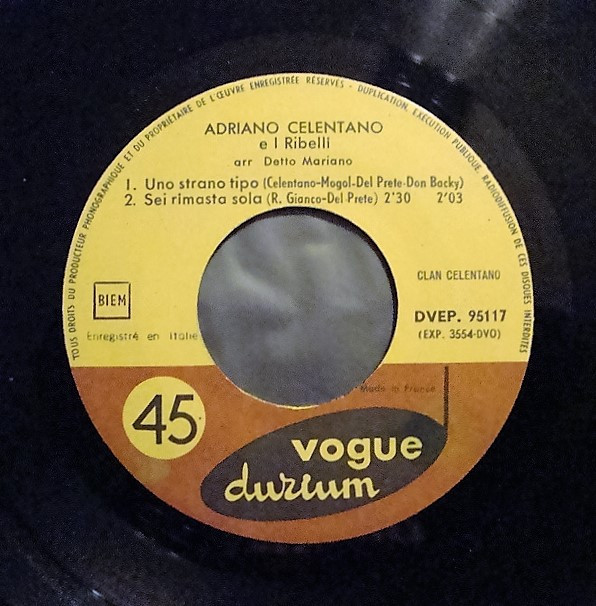 TOUS DROITS DU PRODUCTEUR PHONOGRAPHIQUE ET DU PROPRIÉTAIRE DE L'ŒUVRE ENREGISTRÉE RÉSERVÉS - DUPLICATION, EXÉCUTION PUBLIQUE, RADIODIFFUSION DE CES DISQUES INTERDITES
ADRIANO CELENTANO
e I Ribelli
arr Detto Mariano
1. Uno strano tipo (Celentano-Mogol-Del Prete-Don Backy)
2. Sei rimasta sola (R. Gianco-Del Prete) 2'30 2'03
CLAN CELENTANO
BIEM
DVEP. 95117
Enregistré en Italie
(EXP. 3554-DVO)
Made in France
45
vogue
durium